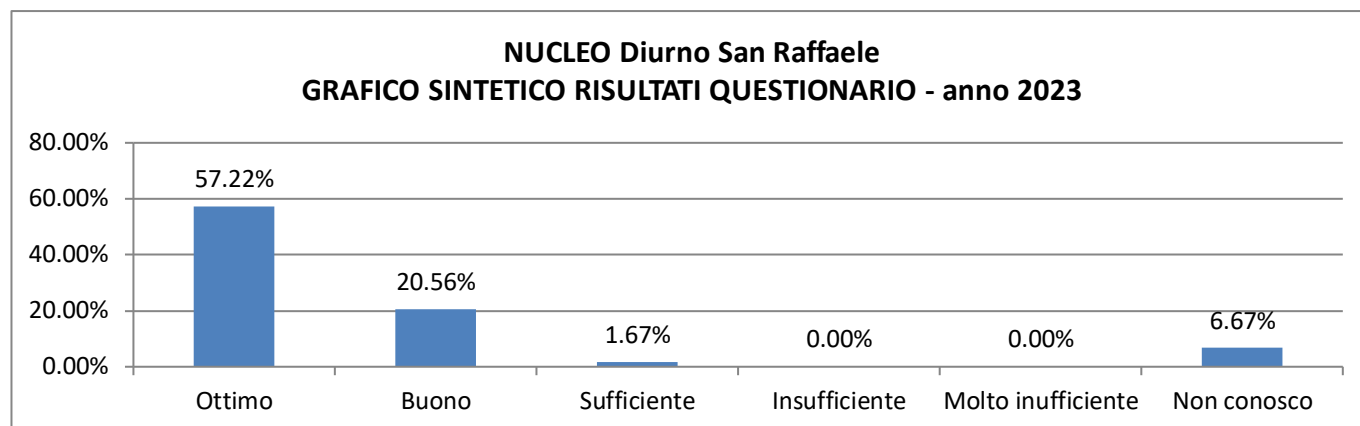 NUCLEO Diurno San Raffaele
GRAFICO SINTETICO RISULTATI QUESTIONARIO - anno 2023
80.00%
60.00%
40.00%
20.00%
0.00%
57.22%
20.56%
1.67%
0.00%
0.00%
6.67%
Ottimo
Buono
Sufficiente
Insufficiente
Molto inufficiente
Non conosco